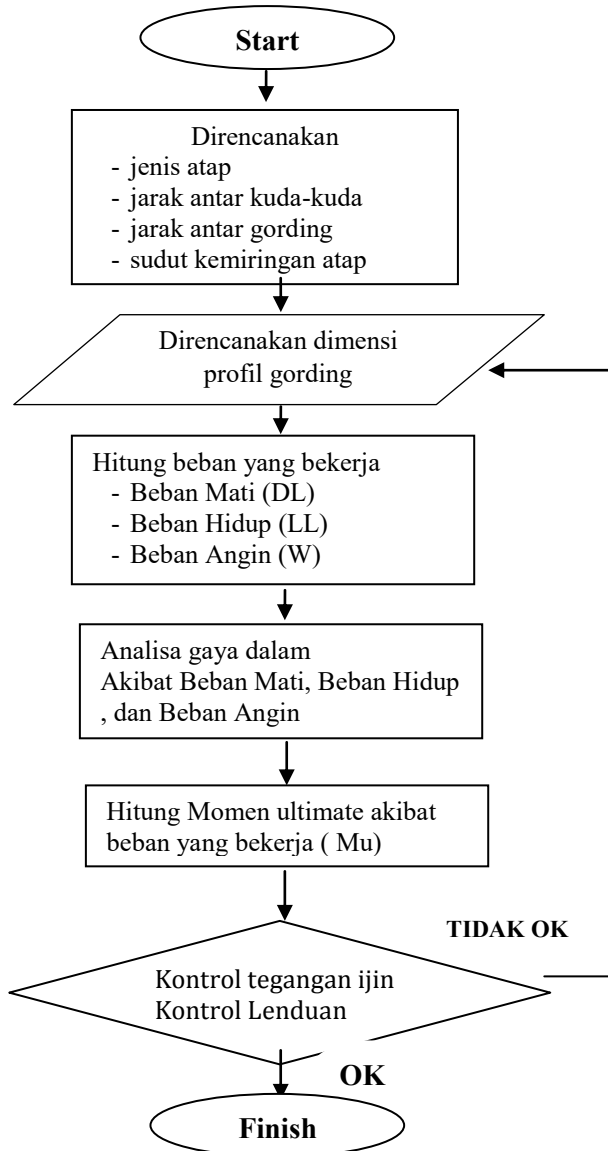 Start
Direncanakan
- jenis atap
- jarak antar kuda-kuda
- jarak antar gording
- sudut kemiringan atap
Direncanakan dimensi
profil gording
Hitung beban yang bekerja
- Beban Mati (DL)
- Beban Hidup (LL)
- Beban Angin (W)
Analisa gaya dalam
Akibat Beban Mati, Beban Hidup
, dan Beban Angin
Hitung Momen ultimate akibat
beban yang bekerja ( Mu)
TIDAK OK
Kontrol tegangan ijin
Kontrol Lenduan
OK
Finish